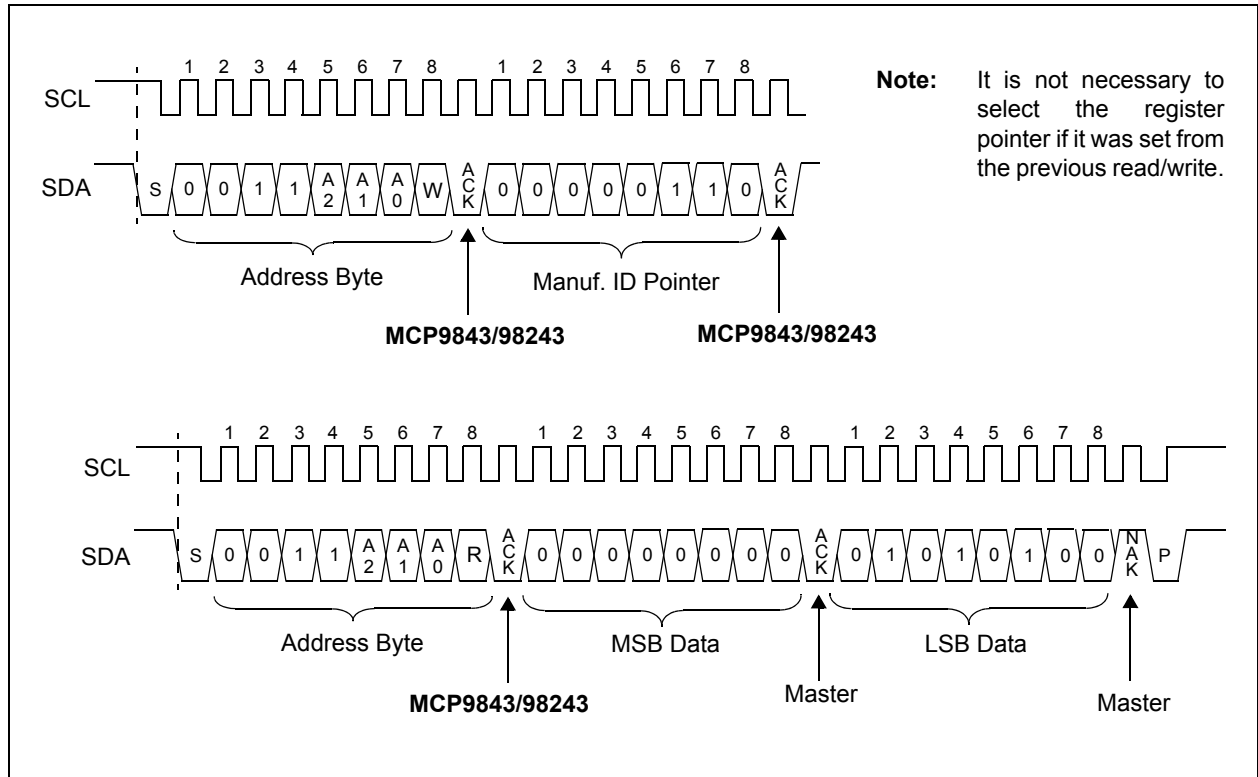 1 2 3 4 5 6 7 8 1 2 3 4 5 6 7 8
SCL
SDA
S 0 0 1 1 A2 A1 A0 W ACK 0 0 0 0 0 1 1 0 ACK
Address Byte
Manuf. ID Pointer
MCP9843/98243
MCP9843/98243
Note: It is not necessary to
select the register
pointer if it was set from
the previous read/write.
1 2 3 4 5 6 7 8 1 2 3 4 5 6 7 8 1 2 3 4 5 6 7 8
SCL
SDA
S 0 0 1 1 A2 A1 A0 R ACK 0 0 0 0 0 0 0 0 ACK 0 1 0 1 0 1 0 0 NAK P
Address Byte
MSB Data
LSB Data
MCP9843/98243
Master
Master